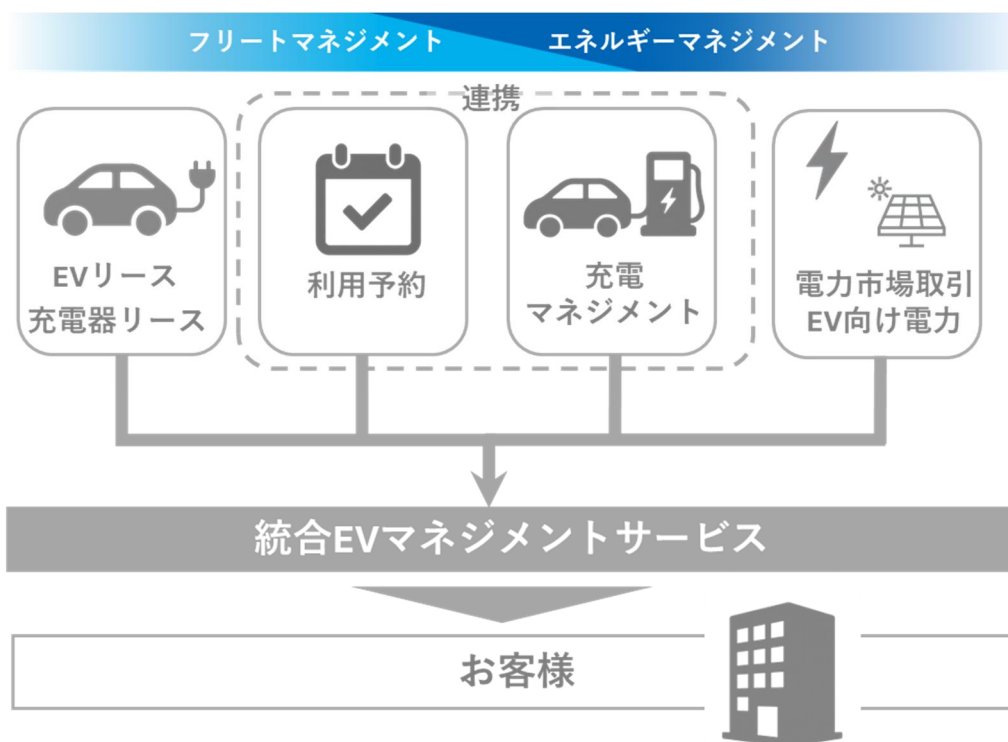 フリートマネジメント
エネルギーマネジメント
連携
EVリース
充電器リース
利用予約
充電
マネジメント
電力市場取引
EV向け電力
統合EVマネジメントサービス
お客様